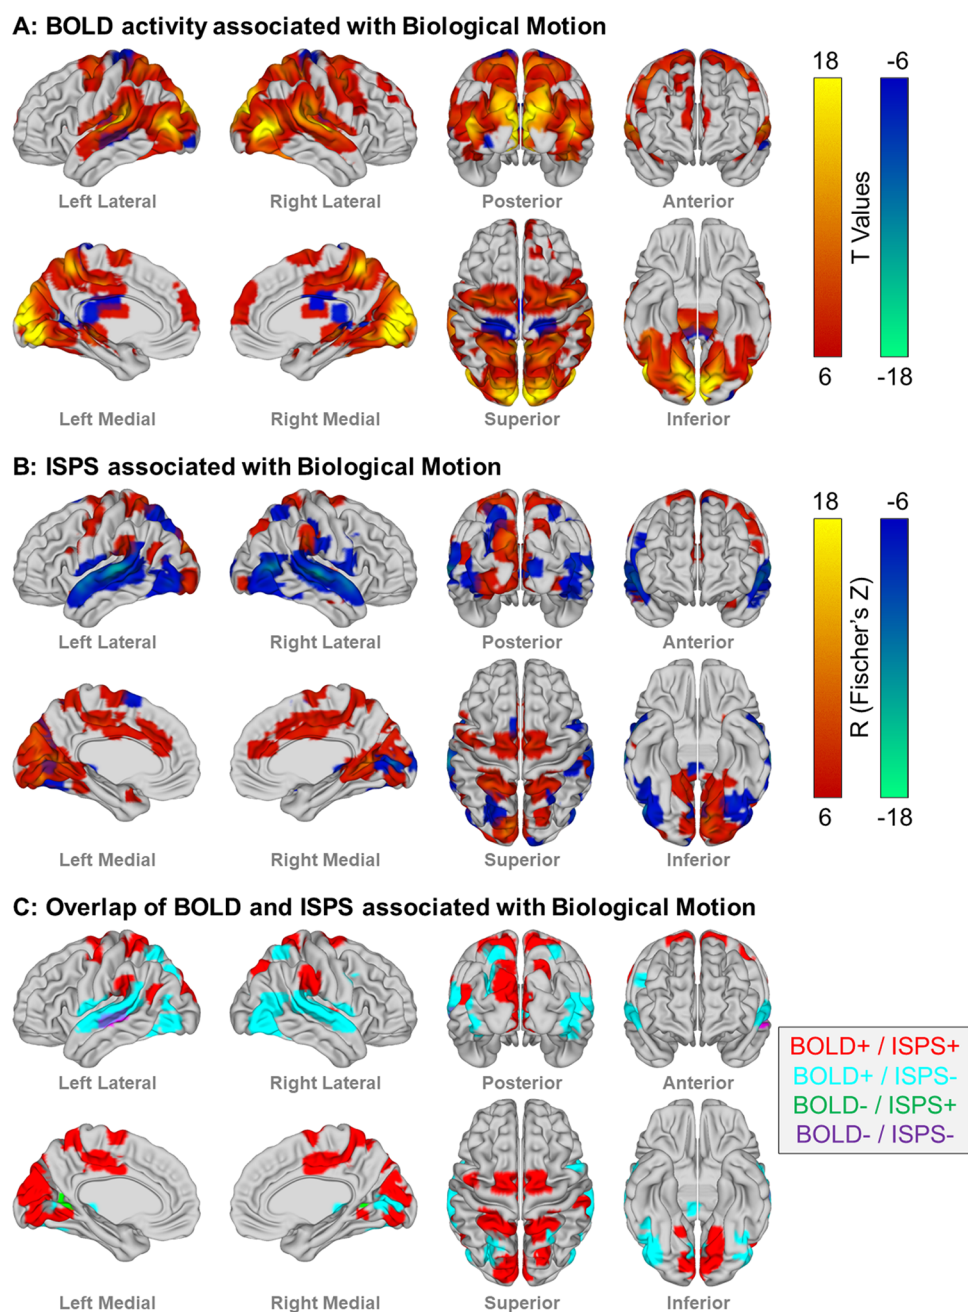 A: BOLD activity associated with Biological Motion
18
-6
Left Lateral
Right Lateral
Posterior
Anterior
T Values
Left Medial
Right Medial
Superior
Inferior
6
-18
B: ISPS associated with Biological Motion
18
-6
Left Lateral
Right Lateral
Posterior
Anterior
R (Fischer's Z)
Left Medial
Right Medial
Superior
Inferior
6
-18
C: Overlap of BOLD and ISPS associated with Biological Motion
Left Lateral
Right Lateral
Posterior
Anterior
BOLD+ / ISPS+
BOLD+ / ISPS-
BOLD- / ISPS+
BOLD- / ISPS-
Left Medial
Right Medial
Superior
Inferior